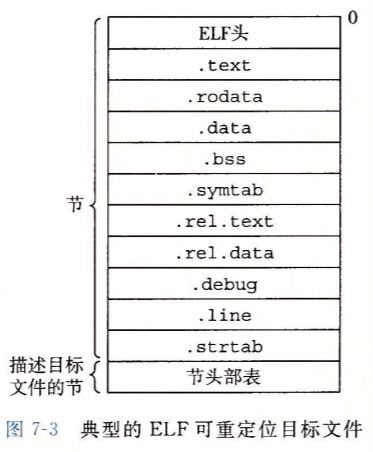 0
ELF头
.text
.rodata
.data
.bss
节
.symtab
.rel.text
.rel.data
.debug
.line
.strtab
描述目标
文件的节
节头部表
图 7-3 典型的 ELF 可重定位目标文件